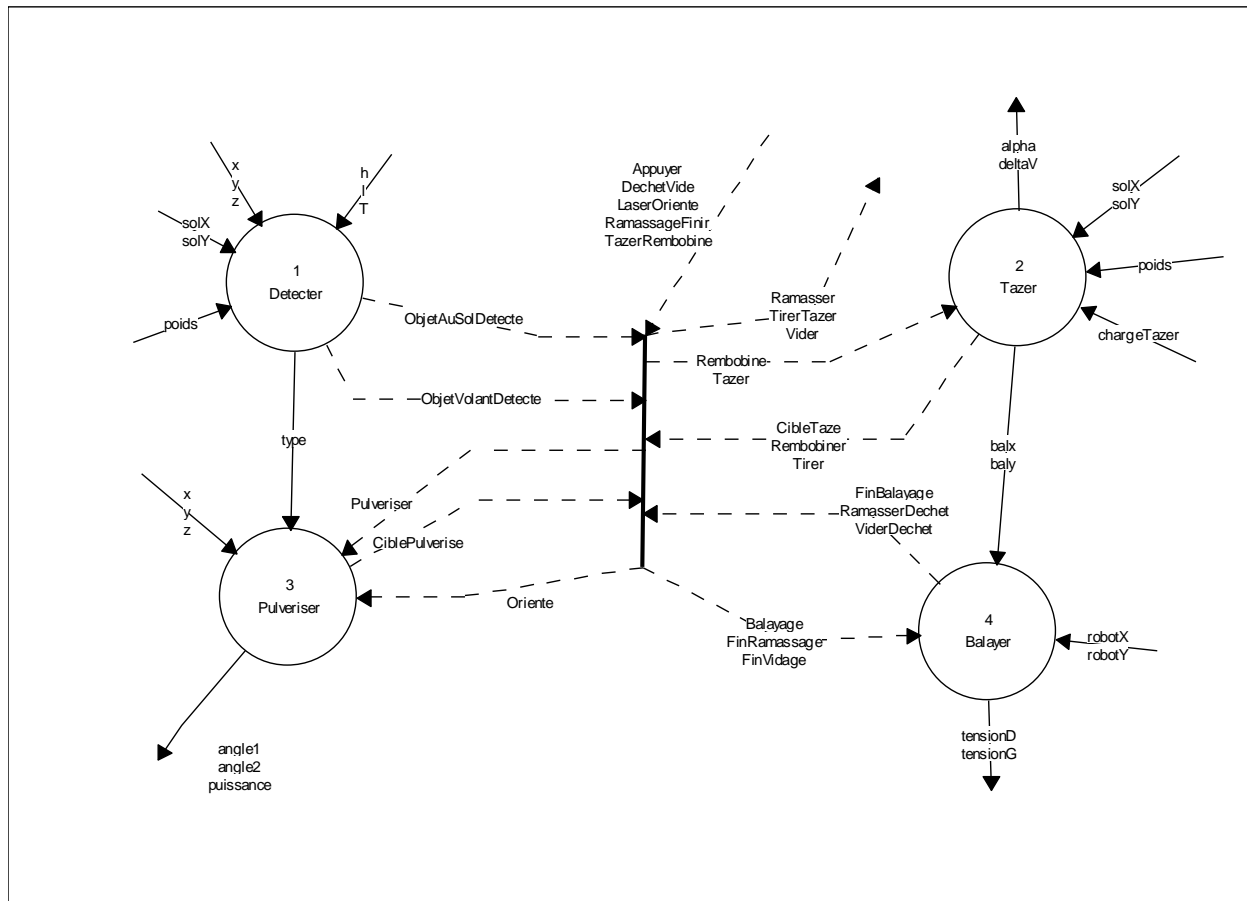 x
y
z
h
l
T
solX
solY
poids
1
Detecter
ObjetAuSolDetecte
ObjetVolantDetecte
type
x
y
z
Pulveriser
CiblePulverise
3
Pulveriser
Oriente
angle1
angle2
puissance
Appuyer
DechetVide
LaserOriente
RamassageFinir
TazerRembobine
Ramasser
TirerTazer
Vider
Rembobine-
Tazer
CibleTaze
Rembobiner
Tirer
FinBalayage
RamasserDechet
ViderDechet
Balayage
FinRamassage
FinVidage
alpha
deltaV
solX
solY
poids
chargeTazer
2
Tazer
balx
baly
4
Balayer
robotX
robotY
tensionD
tensionG